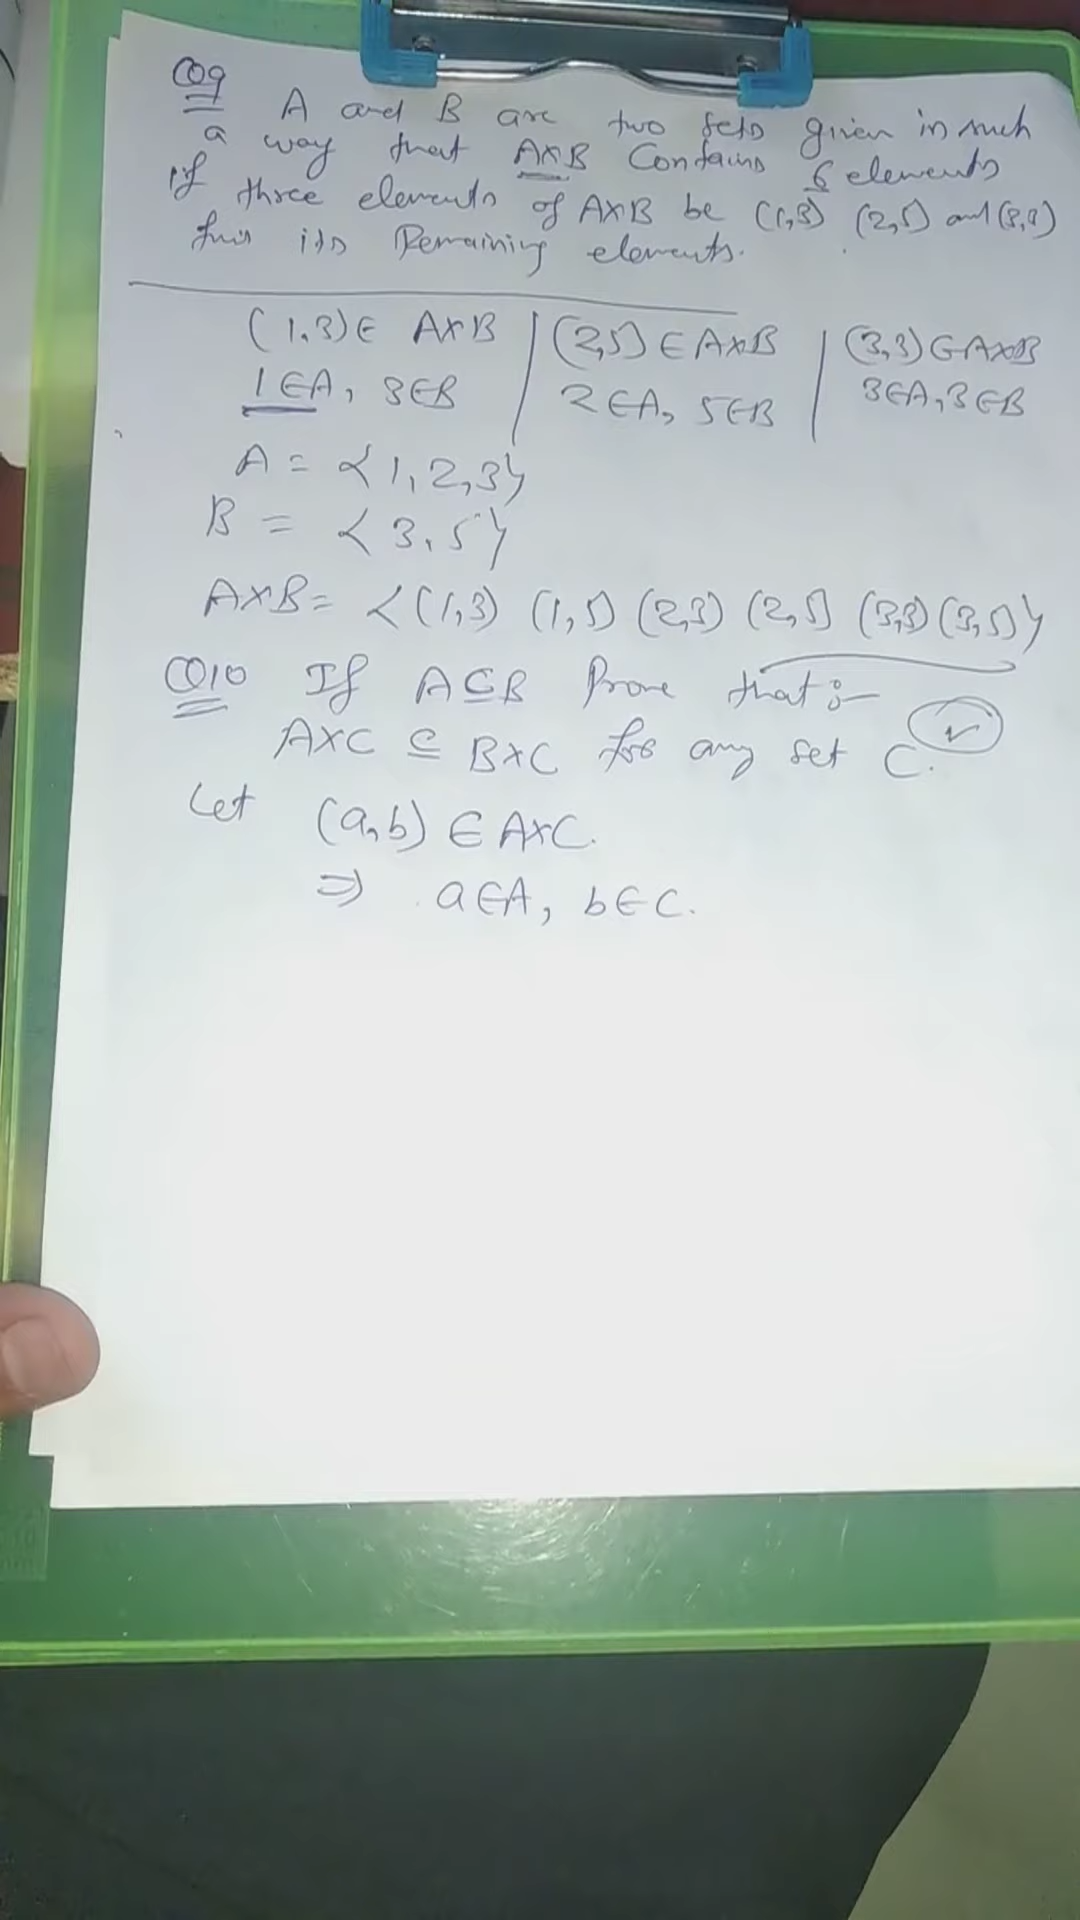 Q09 A and B are two sets given in such
a way that A×B Contains 6 elements
if three elements of A×B be (1,3) (2,5) and (3,3)
its Remaining elements.
(1,3) ∈ A×B | (2,5) ∈ A×B | (3,3) ∈ A×B
1 ∈ A, 3 ∈ B | 2 ∈ A, 5 ∈ B | 3 ∈ A, 3 ∈ B
A = {1,2,3}
B = {3,5}
A×B = {(1,3) (1,5) (2,3) (2,5) (3,3) (3,5)}
Q10 If A⊆B Prove that:-
A×C ⊆ B×C for any set C.
Let (a,b) ∈ A×C.
⇒ a∈A, b∈C.